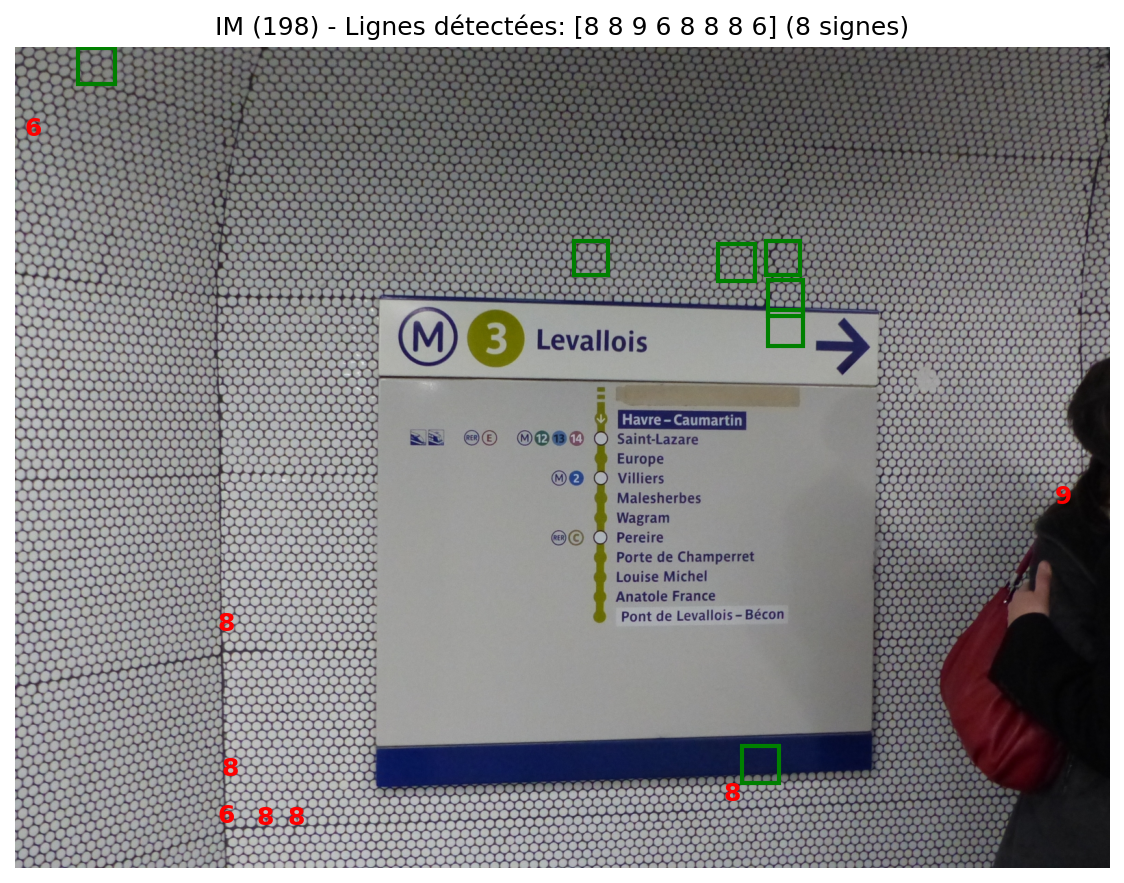 IM (198) - Lignes détectées: [8 8 9 6 8 8 8 6] (8 signes)
6
M 3 Levallois
Havre – Caumartin
RER E M 12 13 14 Saint-Lazare
Europe
M 2 Villiers
Malesherbes
9
Wagram
RER C Pereire
Porte de Champerret
Louise Michel
Anatole France
Pont de Levallois – Bécon
8
8
8
6 8 8